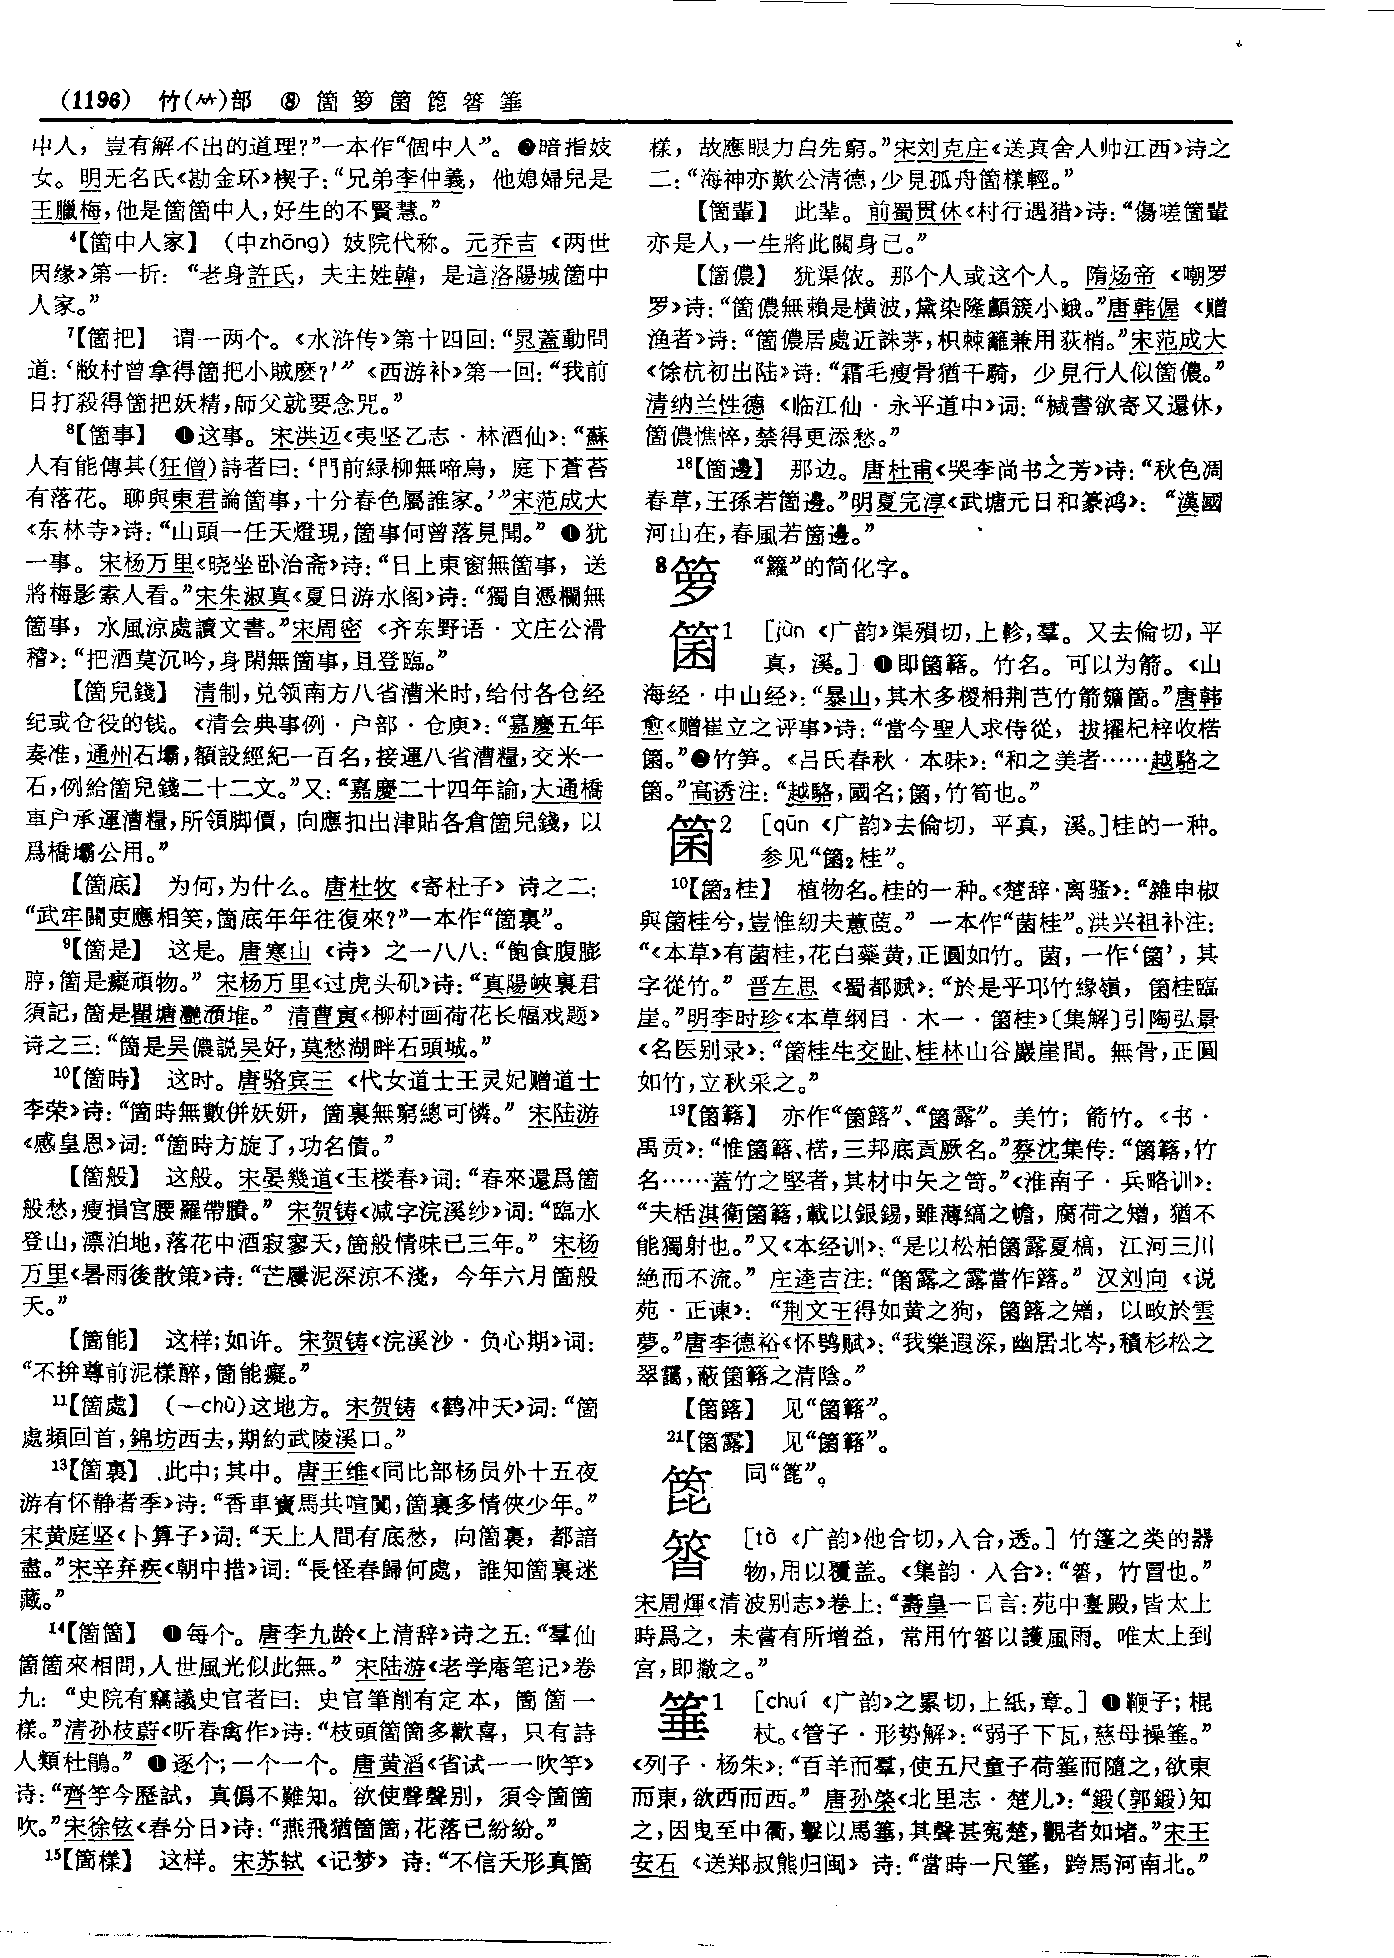 (1196) 竹(⺮)部 ⑧ 箇箩箘箆箚箠
中人，豈有解不出的道理？”一本作“個中人”。❷暗指妓
女。明无名氏《勘金环》楔子：“兄弟李仲義，他媳婦兒是
王臘梅，他是箇箇中人，好生的不賢慧。”
⁴【箇中人家】 （中zhōng）妓院代称。元乔吉《两世
因缘》第一折：“老身許氏，夫主姓韓，是這洛陽城箇中
人家。”
⁷【箇把】 谓一两个。《水浒传》第十四回：“晁蓋動問
道：‘敝村曾拿得箇把小賊麽？’”《西游补》第一回：“我前
日打殺得箇把妖精，師父就要念咒。”
⁸【箇事】 ❶这事。宋洪迈《夷坚乙志·林酒仙》：“蘇
人有能傳其(狂僧)詩者曰：‘門前緑柳無啼鳥，庭下蒼苔
有落花。聊與東君論箇事，十分春色屬誰家。’”宋范成大
《东林寺》诗：“山頭一任天燈現，箇事何曾落見聞。” ❶犹
一事。宋杨万里《晓坐卧治斋》诗：“日上東窗無箇事，送
將梅影索人看。”宋朱淑真《夏日游水阁》诗：“獨自憑欄無
箇事，水風涼處讀文書。”宋周密《齐东野语·文庄公滑
稽》：“把酒莫沉吟，身閑無箇事，且登臨。”
【箇兒錢】 清制，兑领南方八省漕米时，给付各仓经
纪或仓役的钱。《清会典事例·户部·仓庾》：“嘉慶五年
奏准，通州石壩，額設經紀一百名，接運八省漕糧，交米一
石，例給箇兒錢二十二文。”又：“嘉慶二十四年諭，大通橋
車户承運漕糧，所領脚價，向應扣出津貼各倉箇兒錢，以
爲橋壩公用。”
【箇底】 为何，为什么。唐杜牧《寄杜子》诗之二：
“武牢關吏應相笑，箇底年年往復來？”一本作“箇裏”。
⁹【箇是】 这是。唐寒山《诗》之一八八：“飽食腹膨
脝，箇是癡頑物。” 宋杨万里《过虎头矶》诗：“真陽峽裏君
須記，箇是瞿塘灧澦堆。” 清曹寅《柳村画荷花长幅戏题》
诗之三：“箇是吴儂説吴好，莫愁湖畔石頭城。”
¹⁰【箇時】 这时。唐骆宾王《代女道士王灵妃赠道士
李荣》诗：“箇時無數併妖妍，箇裏無窮總可憐。” 宋陆游
《感皇恩》词：“箇時方旋了，功名債。”
【箇般】 这般。宋晏幾道《玉楼春》词：“春來還爲箇
般愁，瘦損宫腰羅帶賸。” 宋贺铸《减字浣溪纱》词：“臨水
登山，漂泊地，落花中酒寂寥天，箇般情味已三年。” 宋杨
万里《暑雨後散策》诗：“芒屨泥深涼不淺，今年六月箇般
天。”
【箇能】 这样；如许。宋贺铸《浣溪沙·负心期》词：
“不拚尊前泥樣醉，箇能癡。”
¹¹【箇處】 （—chù）这地方。宋贺铸《鹤冲天》词：“箇
處頻回首，錦坊西去，期約武陵溪口。”
¹³【箇裏】 此中；其中。唐王维《同比部杨员外十五夜
游有怀静者季》诗：“香車寶馬共喧闐，箇裏多情俠少年。”
宋黄庭坚《卜算子》词：“天上人間有底愁，向箇裏，都諳
盡。”宋辛弃疾《朝中措》词：“長怪春歸何處，誰知箇裏迷
藏。”
¹⁴【箇箇】 ❶每个。唐李九龄《上清辞》诗之五：“羣仙
箇箇來相問，人世風光似此無。” 宋陆游《老学庵笔记》卷
九：“史院有竊議史官者曰：史官筆削有定本，箇箇一
樣。”清孙枝蔚《听春禽作》诗：“枝頭箇箇多歡喜，只有詩
人類杜鵑。” ❶逐个；一个一个。唐黄滔《省试一一吹竽》
诗：“齊竽今歷試，真僞不難知。欲使聲聲别，須令箇箇
吹。”宋徐铉《春分日》诗：“燕飛猶箇箇，花落已紛紛。”
¹⁵【箇樣】 这样。宋苏轼《记梦》诗：“不信天形真箇
樣，故應眼力自先窮。”宋刘克庄《送真舍人帅江西》诗之
二：“海神亦歎公清德，少見孤舟箇樣輕。”
【箇輩】 此辈。前蜀贯休《村行遇猎》诗：“傷嗟箇輩
亦是人，一生將此關身己。”
【箇儂】 犹渠侬。那个人或这个人。隋炀帝《嘲罗
罗》诗：“箇儂無賴是横波，黛染隆顱簇小蛾。”唐韩偓《赠
渔者》诗：“箇儂居處近誅茅，枳棘籬兼用荻梢。”宋范成大
《馀杭初出陆》诗：“霜毛瘦骨猶千騎，少見行人似箇儂。”
清纳兰性德《临江仙·永平道中》词：“緘書欲寄又還休，
箇儂憔悴，禁得更添愁。”
¹⁸【箇邊】 那边。唐杜甫《哭李尚书之芳》诗：“秋色凋
春草，王孫若箇邊。”明夏完淳《武塘元日和篆鸿》：“漢國
河山在，春風若箇邊。”
⁸箩 “籮”的简化字。
箘¹ [jùn《广韵》渠殞切，上軫，羣。又去倫切，平
真，溪。]❶即箘簬。竹名。可以为箭。《山
海经·中山经》：“暴山，其木多椶枏荆芑竹箭䉋箘。”唐韩
愈《赠崔立之评事》诗：“當今聖人求侍從，拔擢杞梓收楛
箘。”❷竹笋。《吕氏春秋·本味》：“和之美者……越駱之
箘。”高诱注：“越駱，國名；箘，竹筍也。”
箘² [qūn《广韵》去倫切，平真，溪。]桂的一种。
参见“箘₂桂”。
¹⁰【箘₂桂】 植物名。桂的一种。《楚辞·离骚》：“雜申椒
與箘桂兮，豈惟紉夫蕙茝。” 一本作“菌桂”。洪兴祖补注：
“《本草》有菌桂，花白蘂黄，正圓如竹。菌，一作‘箘’，其
字從竹。” 晋左思《蜀都赋》：“於是乎邛竹緣嶺，箘桂臨
崖。”明李时珍《本草纲目·木一·箘桂》〔集解〕引陶弘景
《名医别录》：“箘桂生交趾、桂林山谷巖崖間。無骨，正圓
如竹，立秋采之。”
¹⁹【箘簵】 亦作“箘簬”、“箘露”。美竹；箭竹。《书·
禹贡》：“惟箘簵、楛，三邦底貢厥名。”蔡沈集传：“箘簵，竹
名……蓋竹之堅者，其材中矢之笴。”《淮南子·兵略训》：
“夫栝淇衛箘簵，載以銀錫，雖薄縞之幨，腐荷之矰，猶不
能獨射也。”又《本经训》：“是以松柏箘露夏槁，江河三川
絶而不流。” 庄逵吉注：“箘露之露當作簬。” 汉刘向《说
苑·正谏》：“荆文王得如黄之狗，箘簬之矰，以畋於雲
夢。”唐李德裕《怀鸮赋》：“我樂遐深，幽居北岑，積杉松之
翠靄，蔽箘簵之清陰。”
【箘簬】 见“箘簵”。
²¹【箘露】 见“箘簵”。
箆 同“篦”。
箚 [tà《广韵》他合切，入合，透。]竹篷之类的器
物，用以覆盖。《集韵·入合》：“㗳，竹冒也。”
宋周煇《清波别志》卷上：“壽皇一日言：苑中臺殿，皆太上
時爲之，未嘗有所增益，常用竹㗳以護風雨。唯太上到
宫，即撤之。”
箠¹ [chuí《广韵》之累切，上紙，章。]❶鞭子；棍
杖。《管子·形势解》：“弱子下瓦，慈母操箠。”
《列子·杨朱》：“百羊而羣，使五尺童子荷箠而隨之，欲東
而東，欲西而西。” 唐孙棨《北里志·楚儿》：“鍛(郭鍛)知
之，因曳至中衢，擊以馬箠，其聲甚寃楚，觀者如堵。”宋王
安石《送郑叔熊归闽》诗：“當時一尺箠，跨馬河南北。”